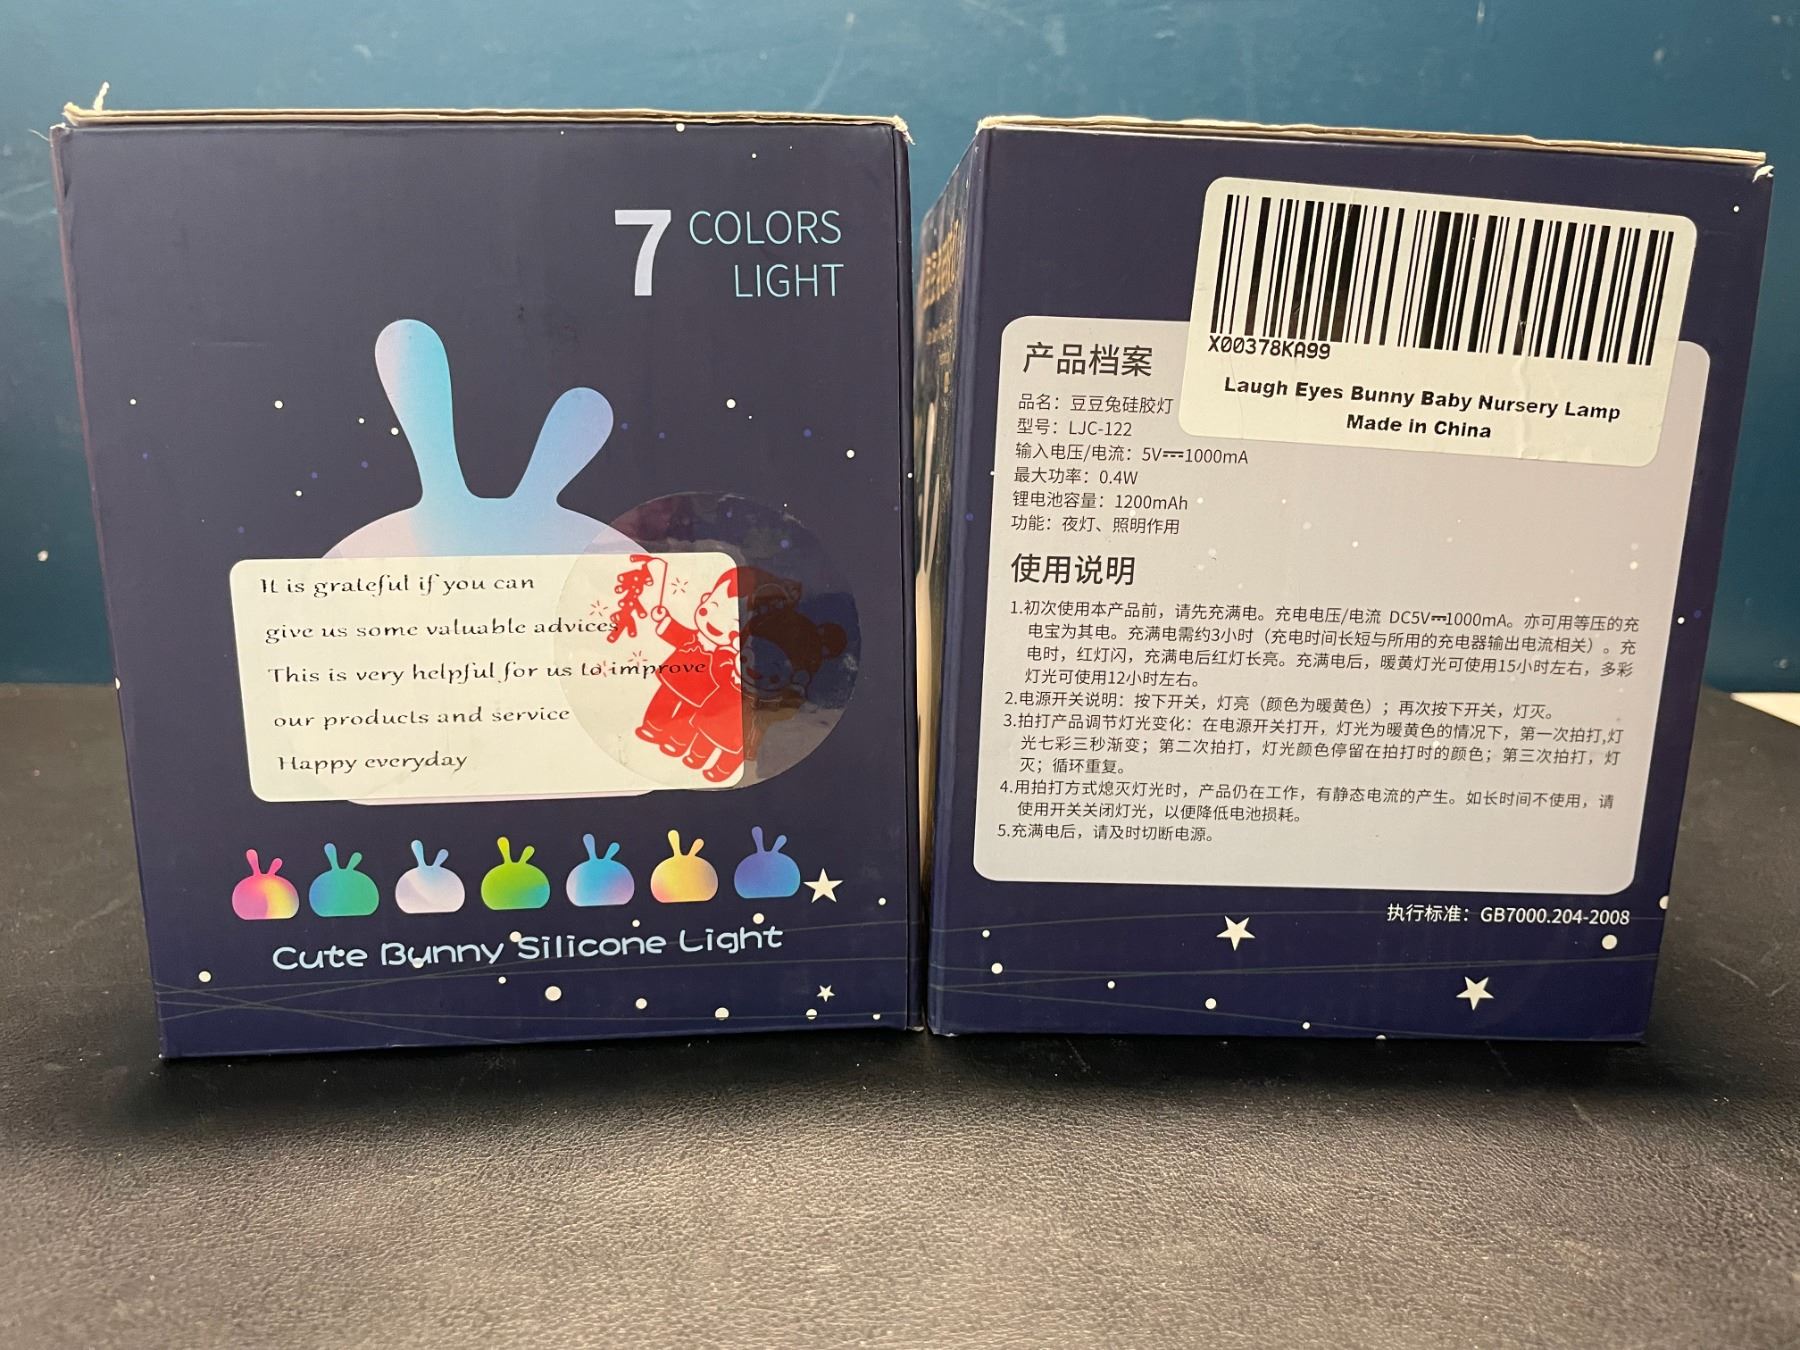 7 COLORS
LIGHT
It is grateful if you can
give us some valuable advices
This is very helpful for us to improve
our products and service
Happy everyday
Cute Bunny Silicone Light
X00378KA99
Laugh Eyes Bunny Baby Nursery Lamp
Made in China
产品档案
品名：豆豆兔硅胶灯
型号：LJC-122
输入电压/电流：5V⎓1000mA
最大功率：0.4W
锂电池容量：1200mAh
功能：夜灯、照明作用
使用说明
1.初次使用本产品前，请先充满电。充电电压/电流 DC5V⎓1000mA。亦可用等压的充
电宝为其电。充满电需约3小时（充电时间长短与所用的充电器输出电流相关）。充
电时，红灯闪，充满电后红灯长亮。充满电后，暖黄灯光可使用15小时左右，多彩
灯光可使用12小时左右。
2.电源开关说明：按下开关，灯亮（颜色为暖黄色）；再次按下开关，灯灭。
3.拍打产品调节灯光变化：在电源开关打开，灯光为暖黄色的情况下，第一次拍打,灯
光七彩三秒渐变；第二次拍打，灯光颜色停留在拍打时的颜色；第三次拍打，灯
灭；循环重复。
4.用拍打方式熄灭灯光时，产品仍在工作，有静态电流的产生。如长时间不使用，请
使用开关关闭灯光，以便降低电池损耗。
5.充满电后，请及时切断电源。
执行标准：GB7000.204-2008